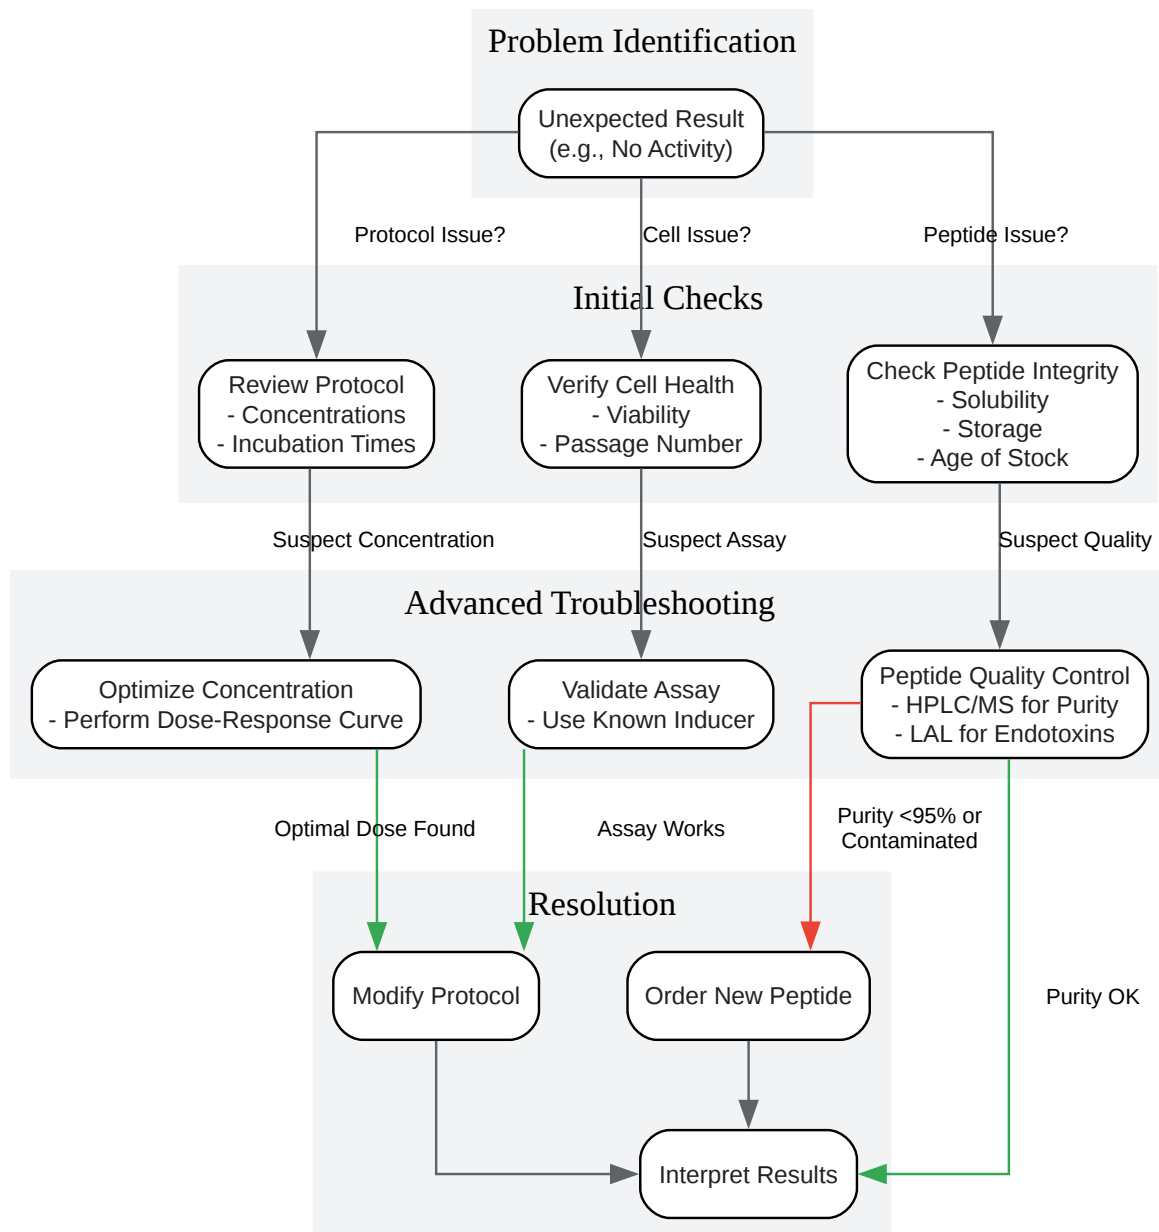 Problem Identification
Unexpected Result
(e.g., No Activity)
Protocol Issue?
Cell Issue?
Peptide Issue?
Initial Checks
Review Protocol
- Concentrations
- Incubation Times
Verify Cell Health
- Viability
- Passage Number
Check Peptide Integrity
- Solubility
- Storage
- Age of Stock
Suspect Concentration
Suspect Assay
Suspect Quality
Advanced Troubleshooting
Optimize Concentration
- Perform Dose-Response Curve
Validate Assay
- Use Known Inducer
Peptide Quality Control
- HPLC/MS for Purity
- LAL for Endotoxins
Optimal Dose Found
Assay Works
Purity <95% or
Contaminated
Resolution
Modify Protocol
Order New Peptide
Purity OK
Interpret Results